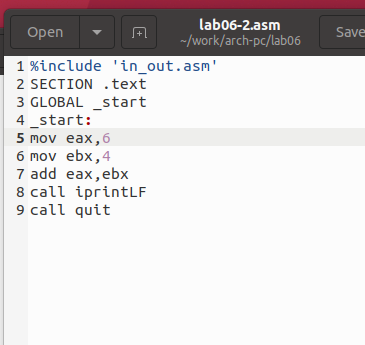 Open
lab06-2.asm
~/work/arch-pc/lab06
Save
1 %include 'in_out.asm'
2 SECTION .text
3 GLOBAL _start
4 _start:
5 mov eax,6
6 mov ebx,4
7 add eax,ebx
8 call iprintLF
9 call quit